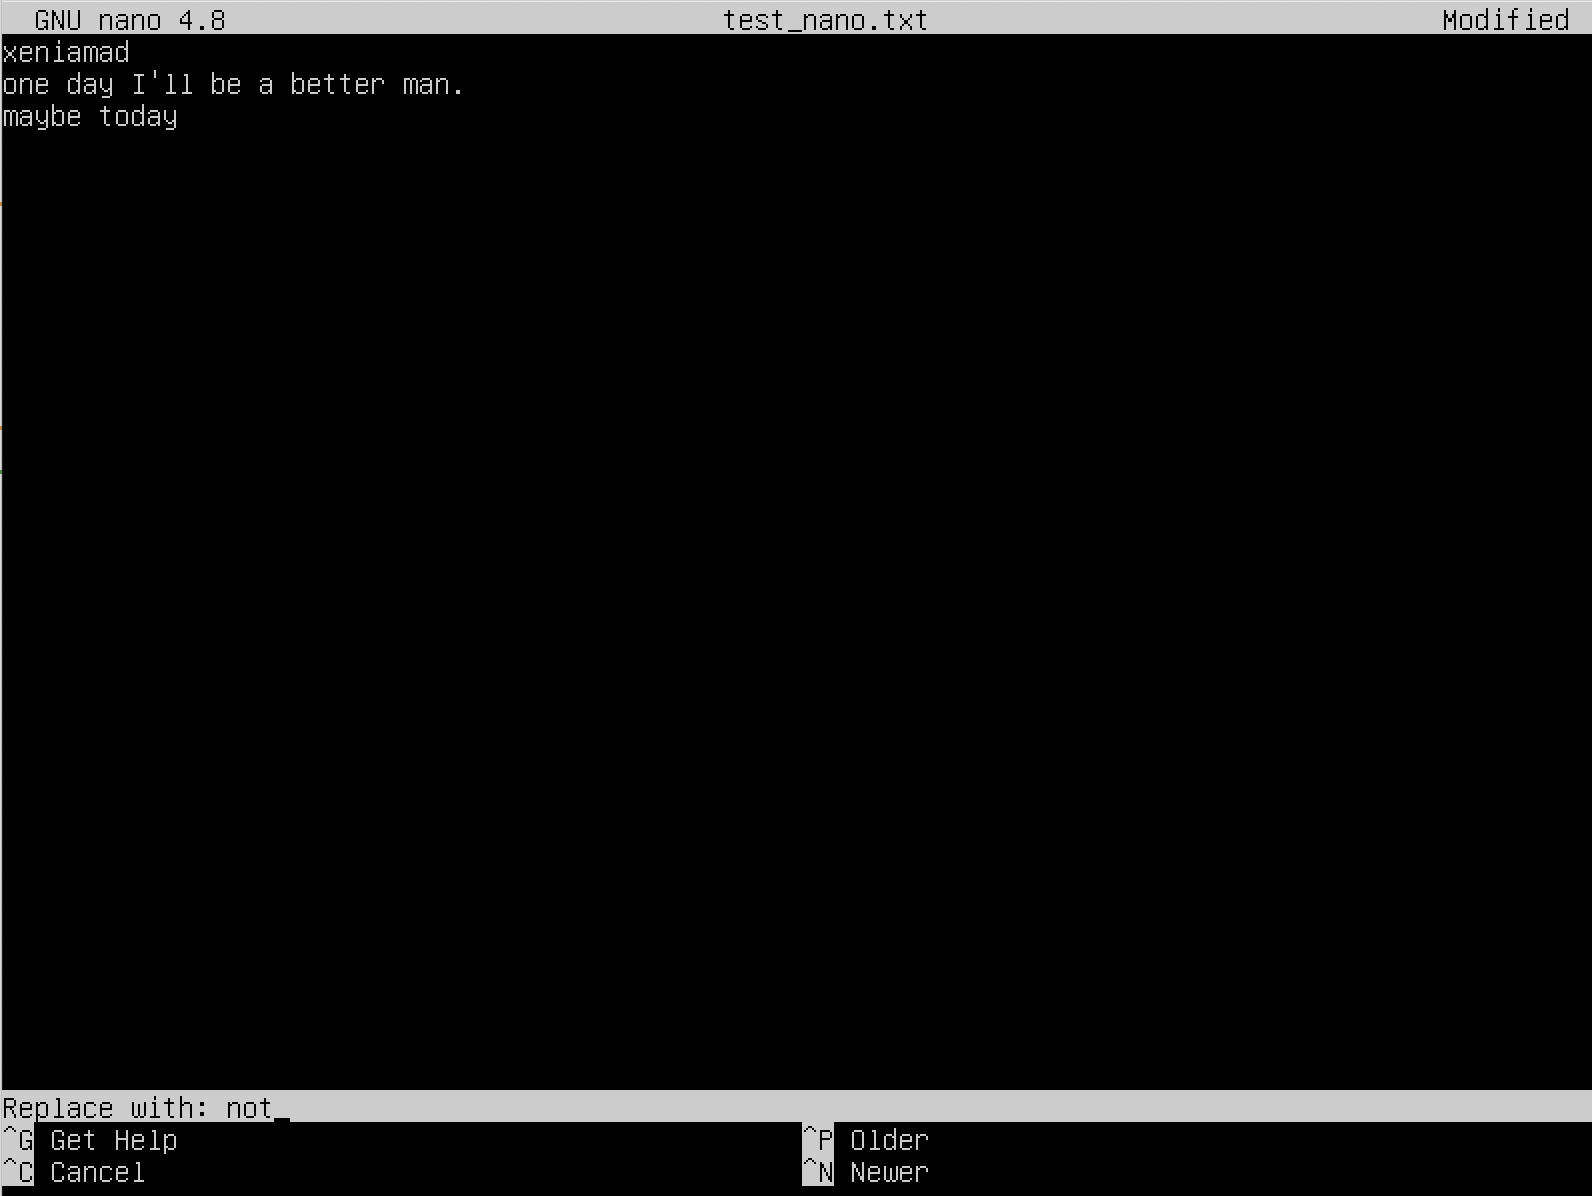 GNU nano 4.8 test_nano.txt Modified
xeniamad
one day I'll be a better man.
maybe today
Replace with: not_
^G Get Help ^P Older
^C Cancel ^N Newer